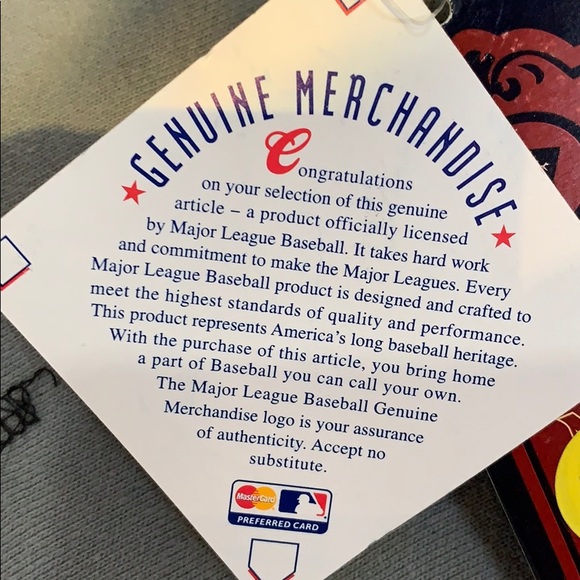 GENUINE MERCHANDISE
Congratulations
on your selection of this genuine
article – a product officially licensed
by Major League Baseball. It takes hard work
and commitment to make the Major Leagues. Every
Major League Baseball product is designed and crafted to
meet the highest standards of quality and performance.
This product represents America's long baseball heritage.
With the purchase of this article, you bring home
a part of Baseball you can call your own.
The Major League Baseball Genuine
Merchandise logo is your assurance
of authenticity. Accept no
substitute.
MasterCard
PREFERRED CARD